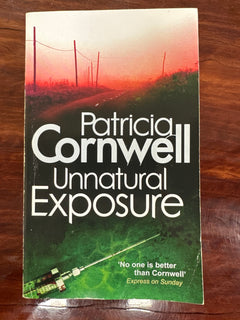 Patricia
Cornwell
Unnatural
Exposure
'No one is better
than Cornwell'
Express on Sunday